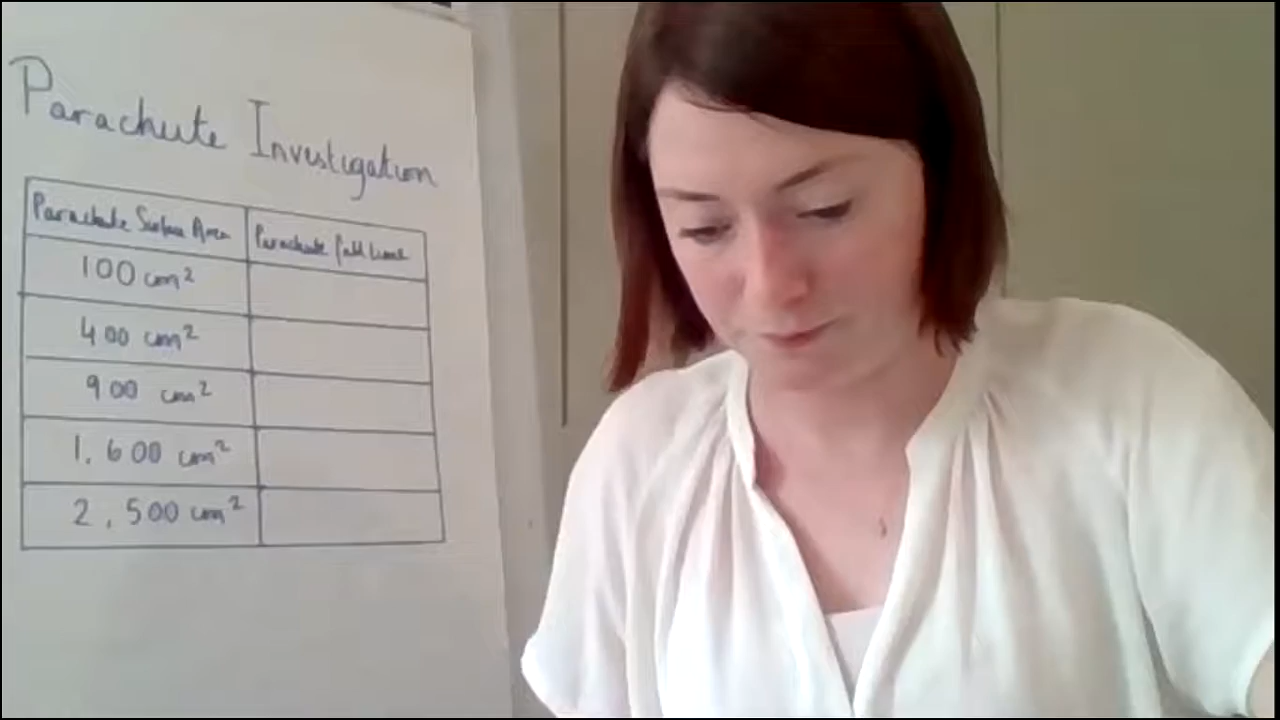 Parachute Investigation
Parachute Surface Area Parachute fall time
100 cm²
400 cm²
900 cm²
1,600 cm²
2,500 cm²